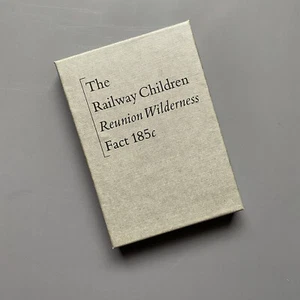 The
Railway Children
Reunion Wilderness
Fact 185c